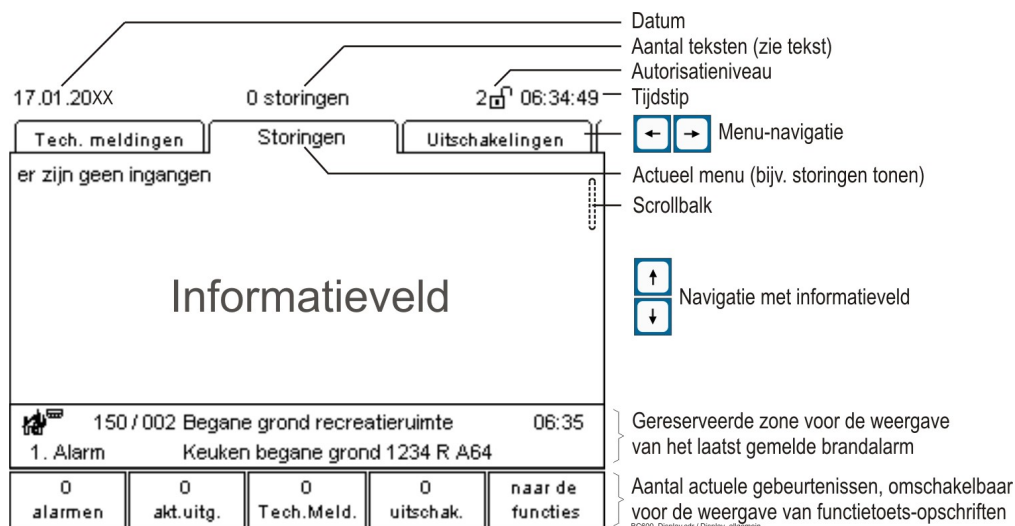 Datum
Aantal teksten (zie tekst)
Autorisatieniveau
17.01.20XX 0 storingen 2 06:34:49 Tijdstip
Tech. meldingen Storingen Uitschakelingen Menu-navigatie
er zijn geen ingangen Actueel menu (bijv. storingen tonen)
Scrollbalk
Informatieveld Navigatie met informatieveld
150 / 002 Begane grond recreatieruimte 06:35 Gereserveerde zone voor de weergave
1. Alarm Keuken begane grond 1234 R A64 van het laatst gemelde brandalarm
0 0 0 0 naar de Aantal actuele gebeurtenissen, omschakelbaar
alarmen akt.uitg. Tech.Meld. uitschak. functies voor de weergave van functietoets-opschriften